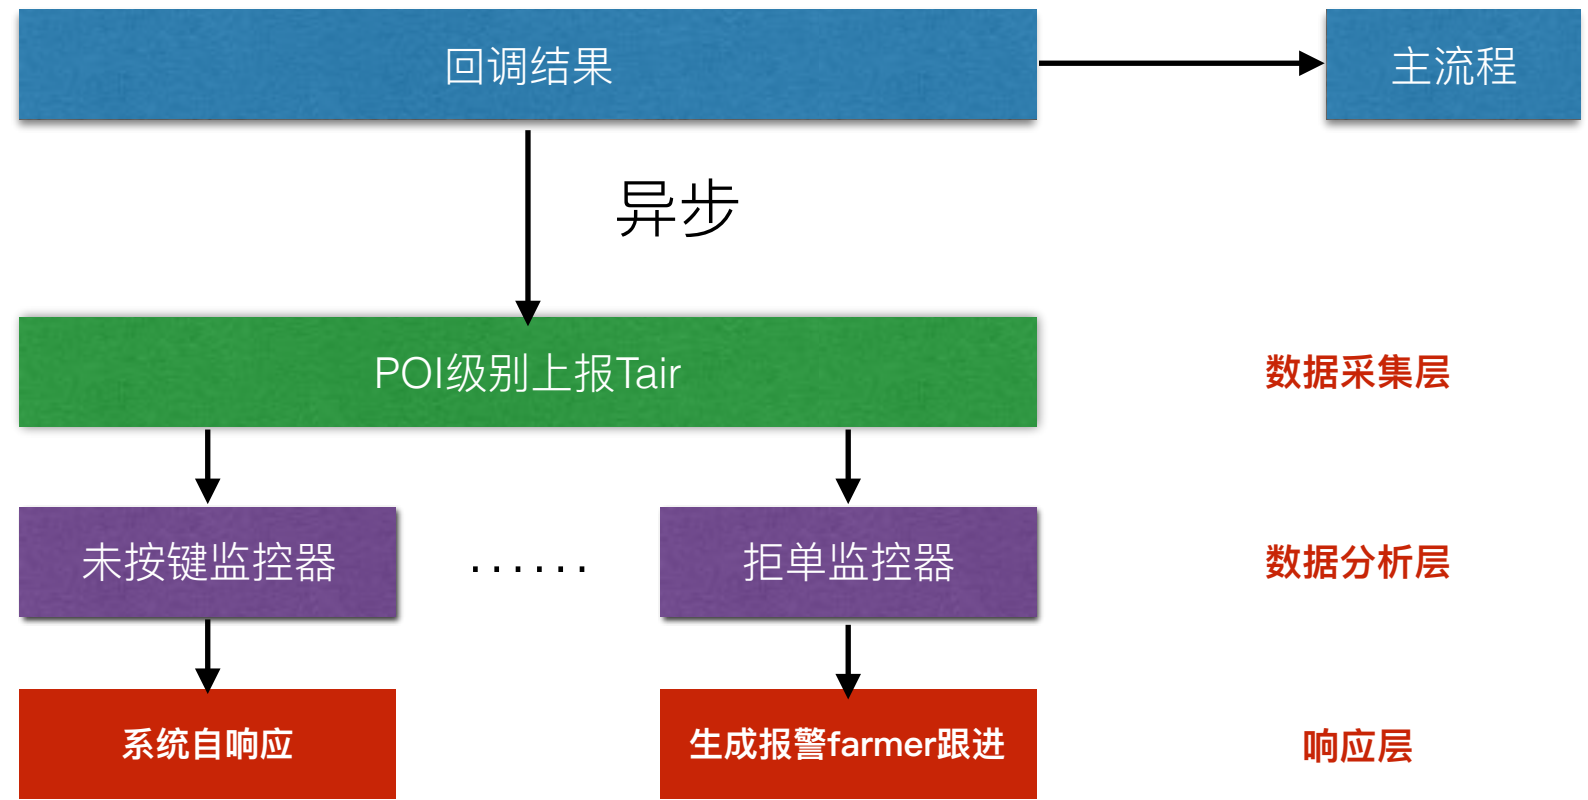 回调结果
主流程
异步
POI级别上报Tair
数据采集层
未按键监控器
······
拒单监控器
数据分析层
系统自响应
生成报警farmer跟进
响应层